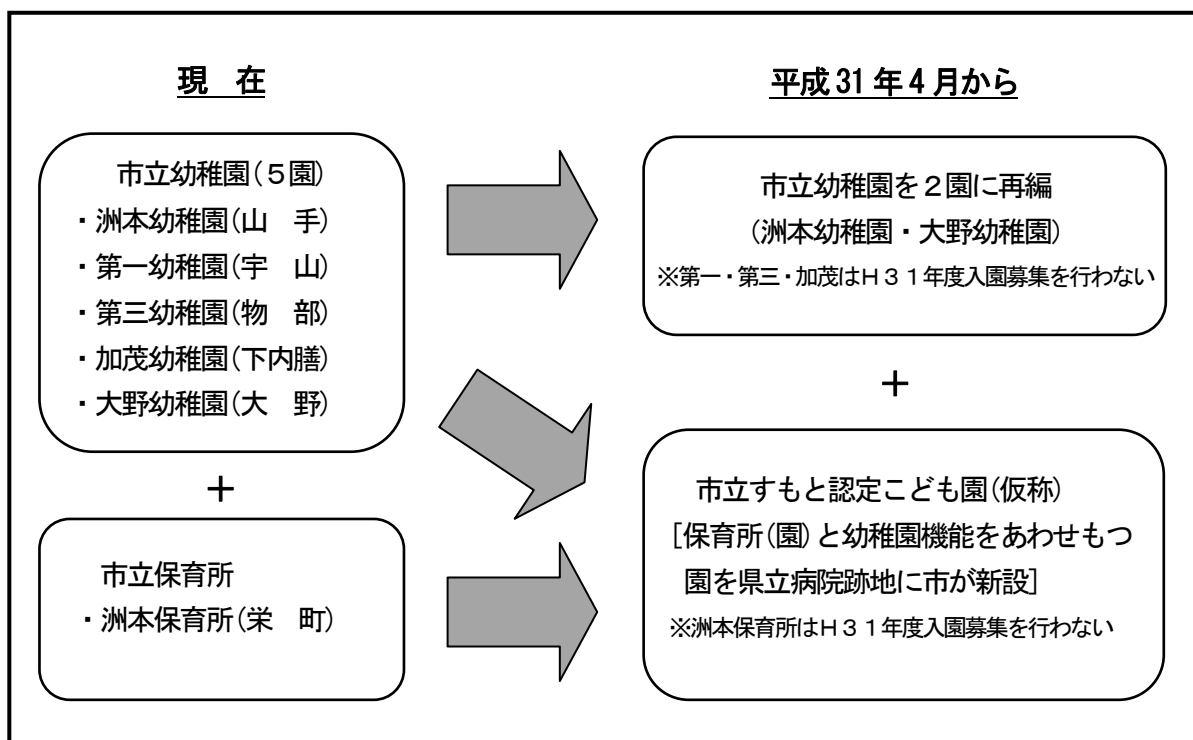 現　在
市立幼稚園(５園)
・洲本幼稚園(山　手)
・第一幼稚園(宇　山)
・第三幼稚園(物　部)
・加茂幼稚園(下内膳)
・大野幼稚園(大　野)
＋
市立保育所
・洲本保育所(栄　町)
平成31年4月から
市立幼稚園を２園に再編
(洲本幼稚園・大野幼稚園)
※第一・第三・加茂はＨ３１年度入園募集を行わない
＋
市立すもと認定こども園(仮称)
[保育所(園)と幼稚園機能をあわせもつ
園を県立病院跡地に市が新設]
※洲本保育所はＨ３１年度入園募集を行わない